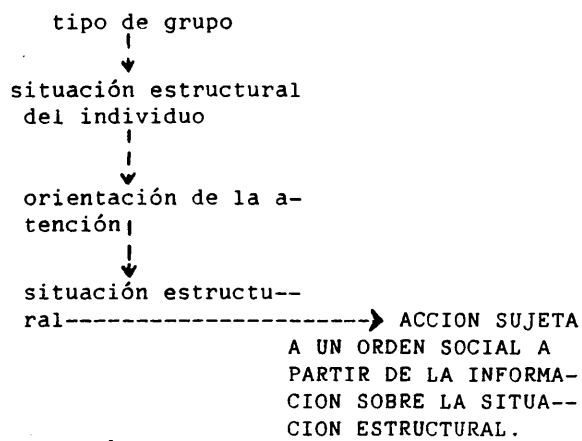 tipo de grupo
situación estructural
del individuo
orientación de la a-
tención
situación estructu--
ral----------------------> ACCION SUJETA
A UN ORDEN SOCIAL A
PARTIR DE LA INFORMA-
CION SOBRE LA SITUA--
CION ESTRUCTURAL.